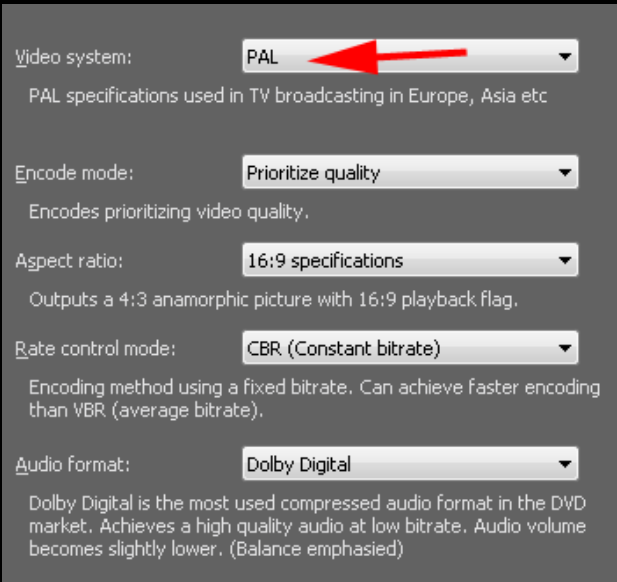 Video system: PAL
PAL specifications used in TV broadcasting in Europe, Asia etc
Encode mode: Prioritize quality
Encodes prioritizing video quality.
Aspect ratio: 16:9 specifications
Outputs a 4:3 anamorphic picture with 16:9 playback flag.
Rate control mode: CBR (Constant bitrate)
Encoding method using a fixed bitrate. Can achieve faster encoding
than VBR (average bitrate).
Audio format: Dolby Digital
Dolby Digital is the most used compressed audio format in the DVD
market. Achieves a high quality audio at low bitrate. Audio volume
becomes slightly lower. (Balance emphasied)